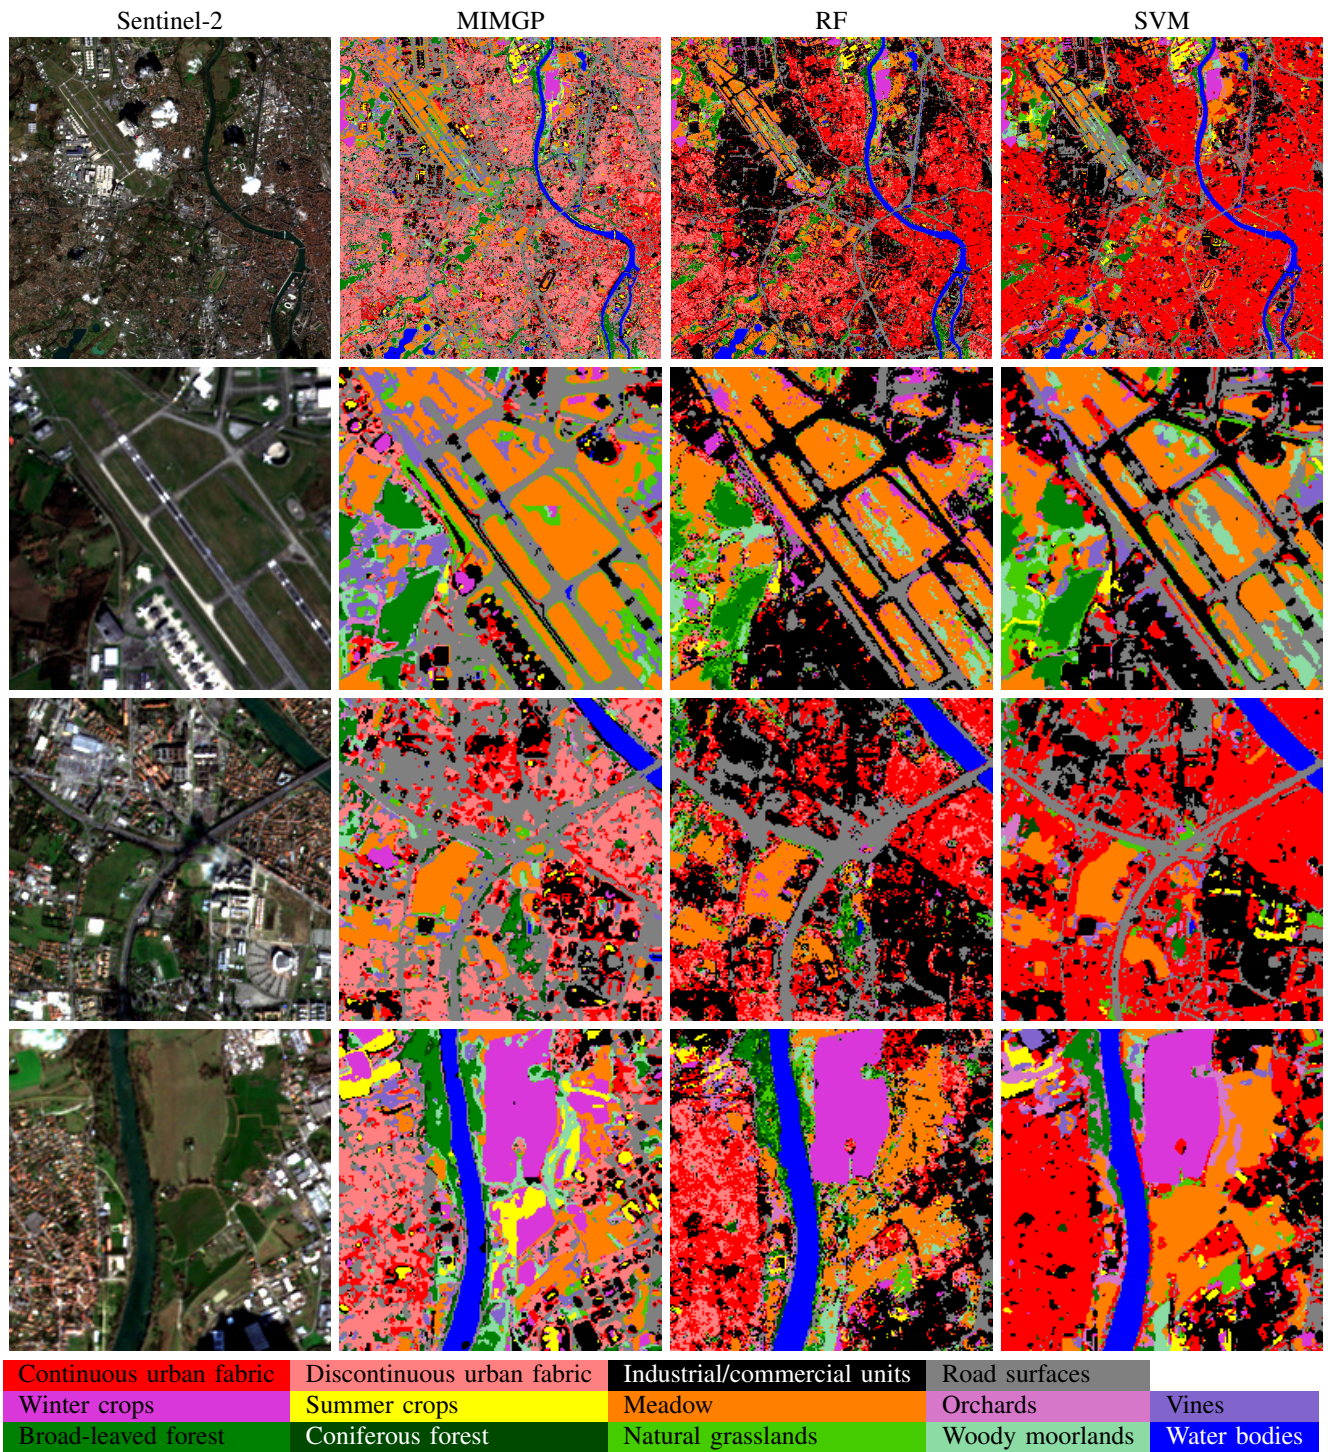 Sentinel-2 MIMGP RF SVM
Continuous urban fabric Discontinuous urban fabric Industrial/commercial units Road surfaces
Winter crops Summer crops Meadow Orchards Vines
Broad-leaved forest Coniferous forest Natural grasslands Woody moorlands Water bodies